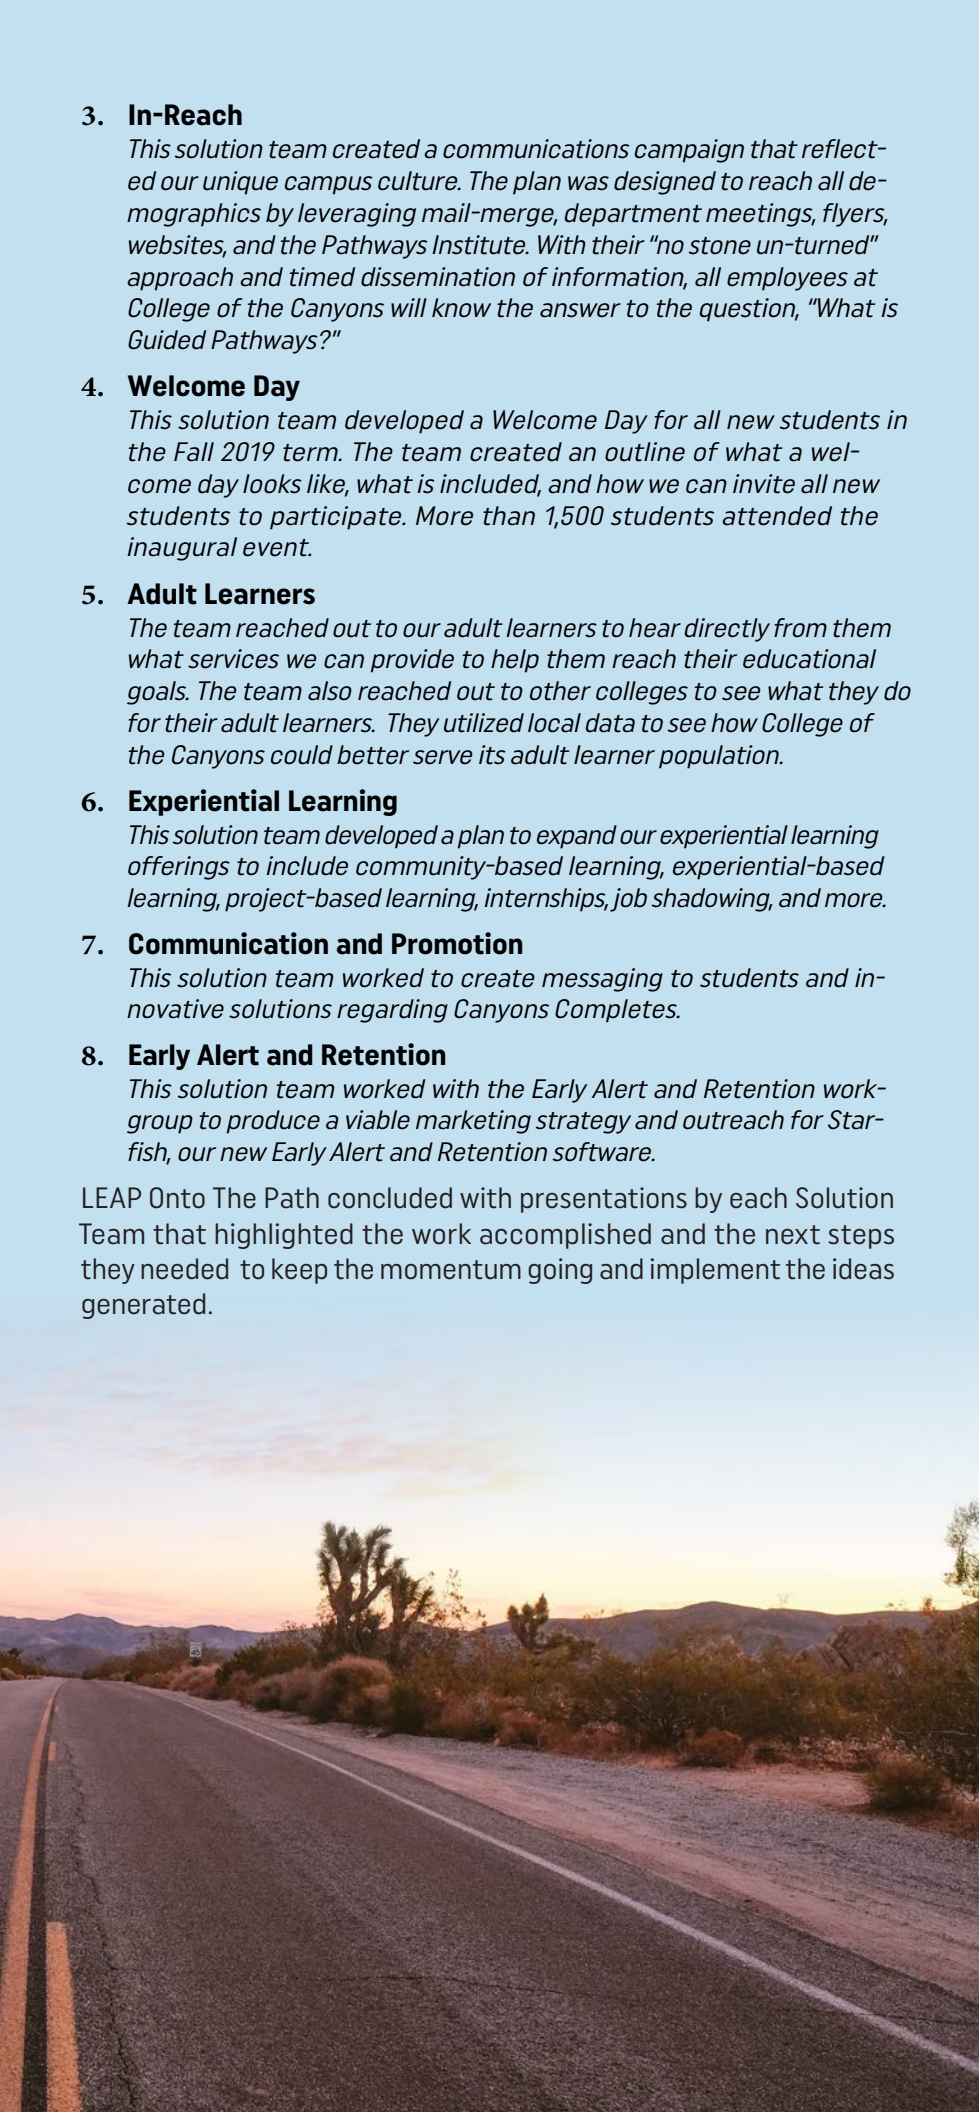 3. In-Reach
This solution team created a communications campaign that reflect-
ed our unique campus culture. The plan was designed to reach all de-
mographics by leveraging mail-merge, department meetings, flyers,
websites, and the Pathways Institute. With their “no stone un-turned”
approach and timed dissemination of information, all employees at
College of the Canyons will know the answer to the question, “What is
Guided Pathways?”
4. Welcome Day
This solution team developed a Welcome Day for all new students in
the Fall 2019 term. The team created an outline of what a wel-
come day looks like, what is included, and how we can invite all new
students to participate. More than 1,500 students attended the
inaugural event.
5. Adult Learners
The team reached out to our adult learners to hear directly from them
what services we can provide to help them reach their educational
goals. The team also reached out to other colleges to see what they do
for their adult learners. They utilized local data to see how College of
the Canyons could better serve its adult learner population.
6. Experiential Learning
This solution team developed a plan to expand our experiential learning
offerings to include community-based learning, experiential-based
learning, project-based learning, internships, job shadowing, and more.
7. Communication and Promotion
This solution team worked to create messaging to students and in-
novative solutions regarding Canyons Completes.
8. Early Alert and Retention
This solution team worked with the Early Alert and Retention work-
group to produce a viable marketing strategy and outreach for Star-
fish, our new Early Alert and Retention software.
LEAP Onto The Path concluded with presentations by each Solution
Team that highlighted the work accomplished and the next steps
they needed to keep the momentum going and implement the ideas
generated.